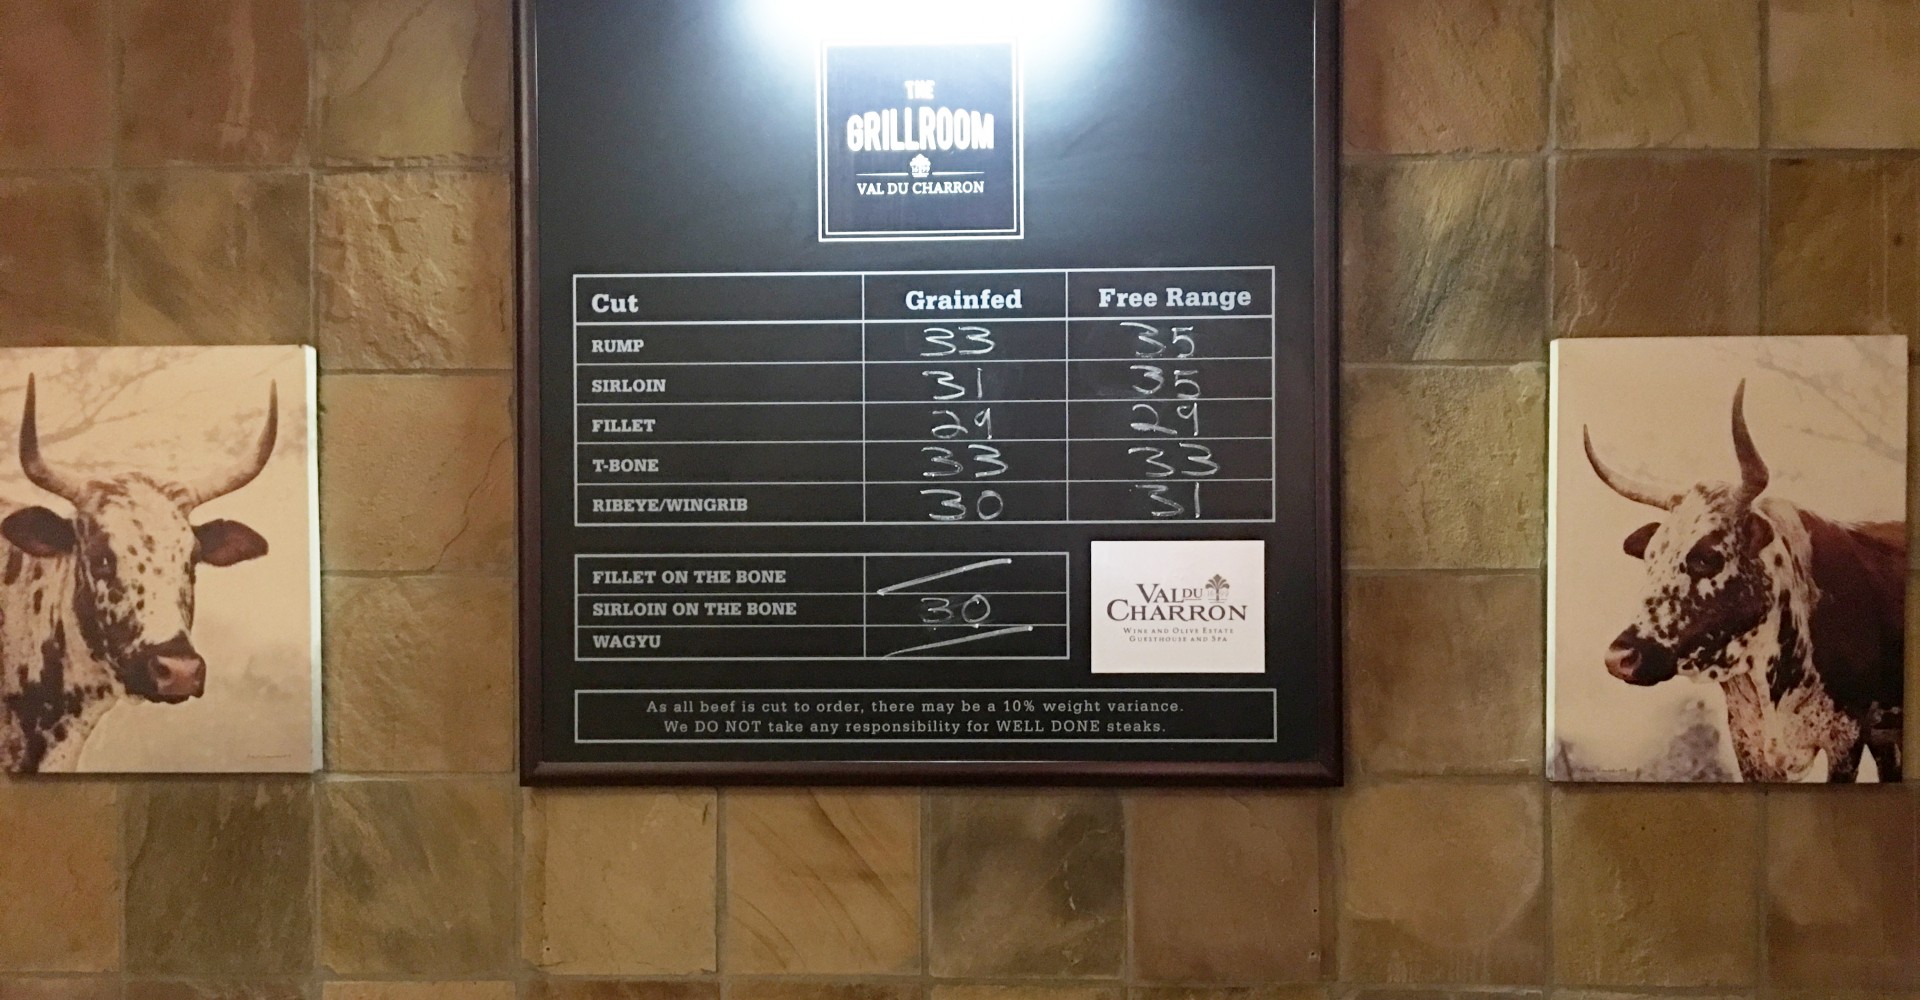 THE
GRILLROOM
VAL DU CHARRON
Cut Grainfed Free Range
RUMP 33 35
SIRLOIN 31 35
FILLET 29 29
T-BONE 33 33
RIBEYE/WINGRIB 30 31
FILLET ON THE BONE
SIRLOIN ON THE BONE 30
WAGYU
VAL DU
CHARRON
WINE AND OLIVE ESTATE
GUESTHOUSE AND SPA
As all beef is cut to order, there may be a 10% weight variance.
We DO NOT take any responsibility for WELL DONE steaks.